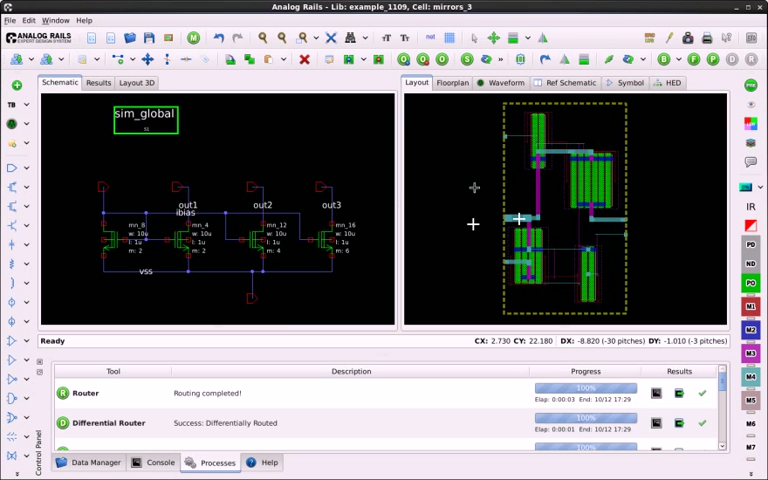 Analog Rails - Lib: example_1109, Cell: mirrors_3
File Edit Window Help
ANALOG RAILS
EXPERT DESIGN SYSTEM
M
TT TT
net
S B F P D R
Schematic Results Layout 3D
Layout Floorplan Waveform Ref Schematic Symbol HED
TB
sim_global
out1 out2 out3
ibias
mn_8 mn_4 mn_12 mn_16
w: 10u w: 10u w: 10u w: 10u
l: 1u l: 1u l: 1u l: 1u
m: 2 m: 2 m: 4 m: 6
vss
IR
PD
ND
PO
M1
M2
M3
M4
M5
M6
M7
Ready
CX: 2.730 CY: 22.180 DX: -8.820 (-30 pitches) DY: -1.010 (-3 pitches)
Control Panel
Tool Description Progress Results
R Router Routing completed! 100%
Elap: 0:00:03 End: 10/12 17:29
D Differential Router Success: Differentially Routed 100%
Elap: 0:00:01 End: 10/12 17:29
Data Manager Console Processes Help